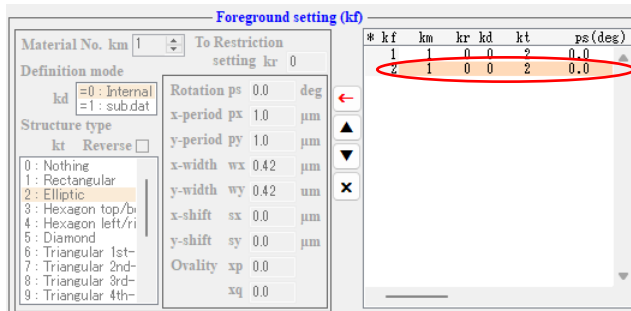 Foreground setting (kf)
Material No. km 1 To Restriction
setting kr 0
Definition mode
kd =0 : Internal
=1 : sub.dat
Structure type
kt Reverse
0 : Nothing
1 : Rectangular
2 : Elliptic
3 : Hexagon top/b
4 : Hexagon left/ri
5 : Diamond
6 : Triangular 1st-
7 : Triangular 2nd-
8 : Triangular 3rd-
9 : Triangular 4th-
Rotation ps 0.0 deg
x-period px 1.0 μm
y-period py 1.0 μm
x-width wx 0.42 μm
y-width wy 0.42 um
x-shift sx 0.0 μm
y-shift sy 0.0 μm
Ovality xp 0.0
xq 0.0
* kf km kr kd kt ps(deg)
1 1 0 0 2 0.0
2 1 0 0 2 0.0